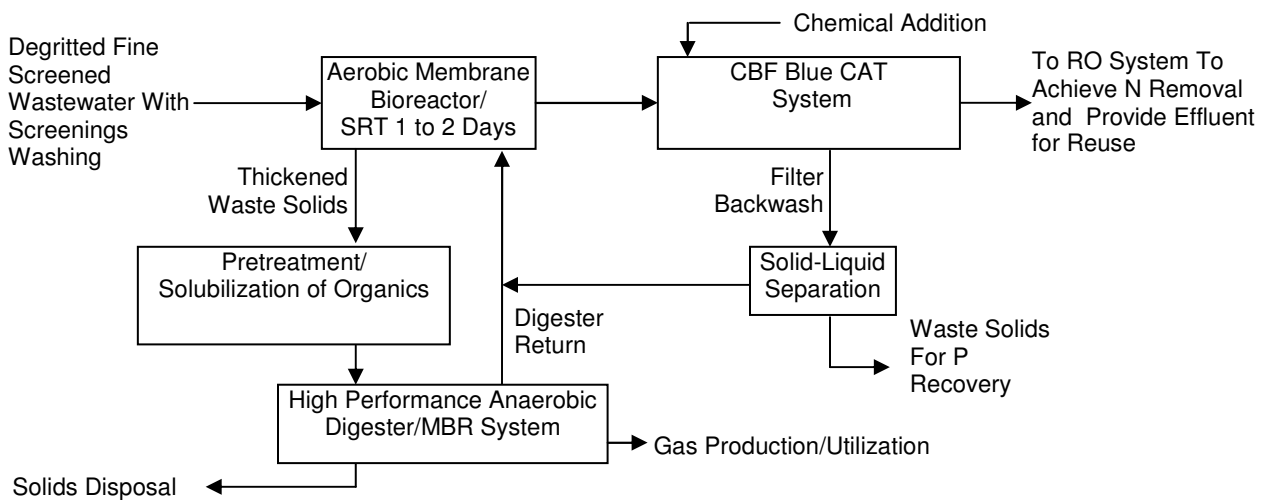 Chemical Addition
Degritted Fine
Screened
Wastewater With
Screenings
Washing
Aerobic Membrane
Bioreactor/
SRT 1 to 2 Days
CBF Blue CAT
System
To RO System To
Achieve N Removal
and Provide Effluent
for Reuse
Thickened
Waste Solids
Filter
Backwash
Pretreatment/
Solubilization of Organics
Solid-Liquid
Separation
Digester
Return
Waste Solids
For P
Recovery
High Performance Anaerobic
Digester/MBR System
Gas Production/Utilization
Solids Disposal